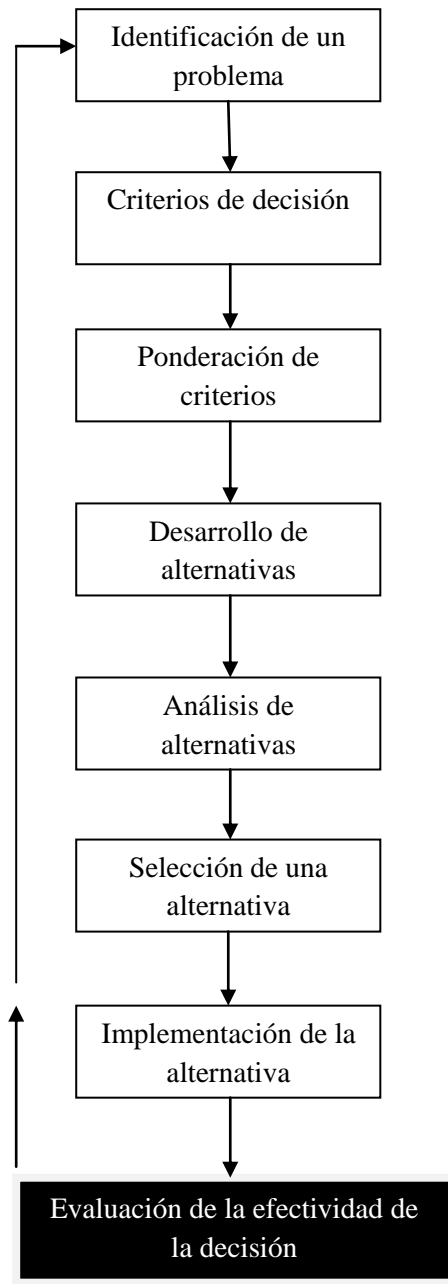 Identificación de un
problema
Criterios de decisión
Ponderación de
criterios
Desarrollo de
alternativas
Análisis de
alternativas
Selección de una
alternativa
Implementación de la
alternativa
Evaluación de la efectividad de
la decisión